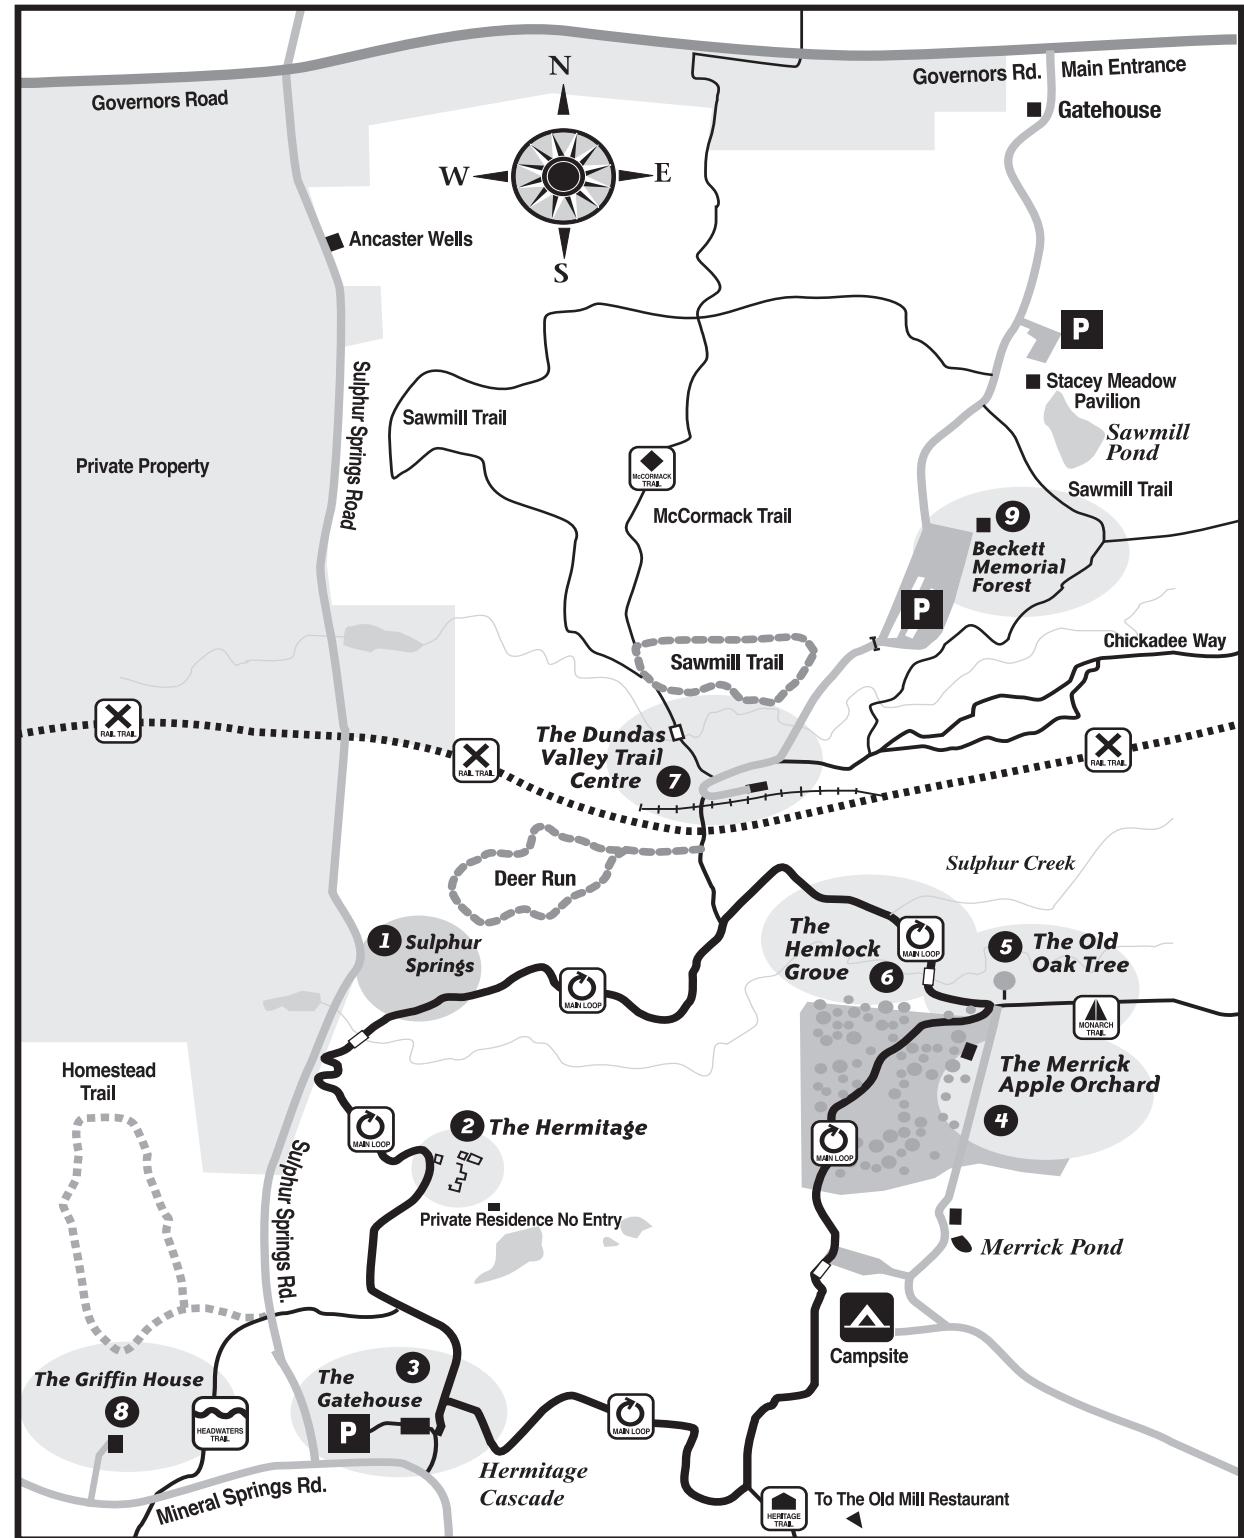 N
W
E
S
Governors Road
Governors Rd.
Main Entrance
Gatehouse
Ancaster Wells
P
Stacey Meadow
Pavilion
Sawmill
Pond
Sulphur Springs Road
Sawmill Trail
Private Property
McCORMACK
TRAIL
McCormack Trail
Sawmill Trail
9
Beckett
Memorial
Forest
P
Chickadee Way
Sawmill Trail
RAIL TRAIL
RAIL TRAIL
RAIL TRAIL
The Dundas
Valley Trail
Centre
7
Deer Run
Sulphur Creek
1
Sulphur
Springs
MAIN LOOP
The
Hemlock
Grove
6
MAIN LOOP
5
The Old
Oak Tree
MONARCH
TRAIL
Homestead
Trail
The Merrick
Apple Orchard
4
MAIN LOOP
2
The Hermitage
MAIN LOOP
Private Residence No Entry
Sulphur Springs Rd.
Merrick Pond
Campsite
The Griffin House
8
HEADWATERS
TRAIL
The
Gatehouse
3
P
MAIN LOOP
Mineral Springs Rd.
Hermitage
Cascade
HERITAGE
TRAIL
To The Old Mill Restaurant